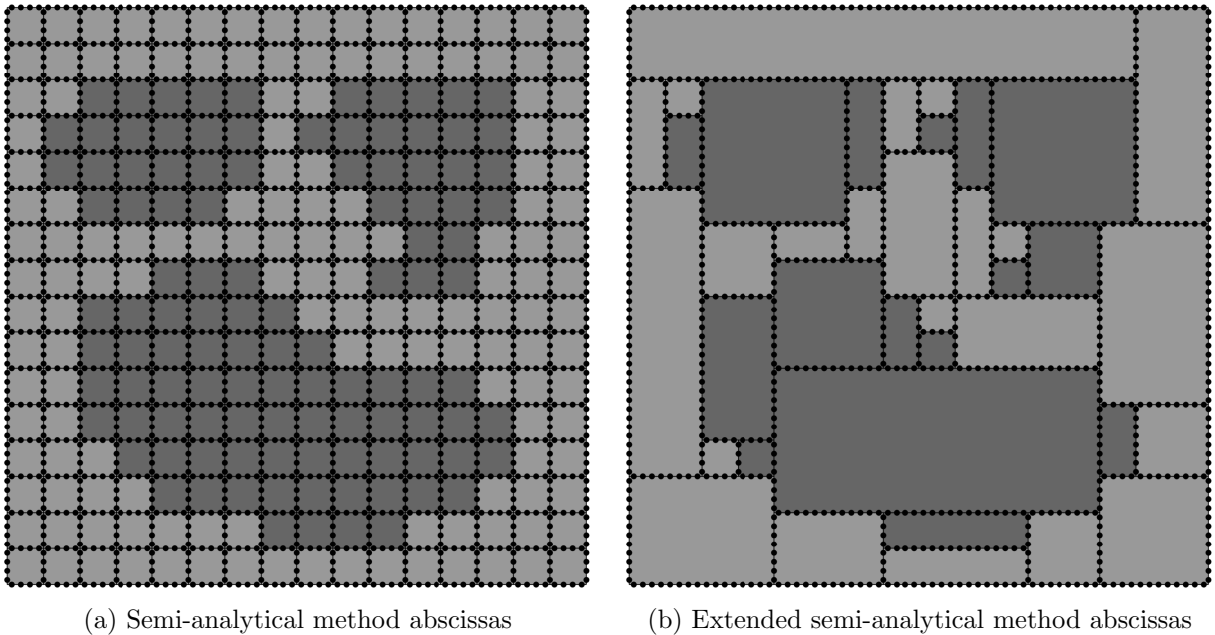 (a) Semi-analytical method abscissas
(b) Extended semi-analytical method abscissas